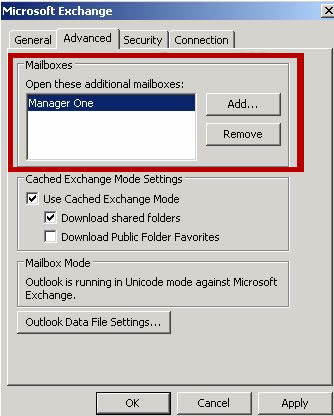 Microsoft Exchange
General Advanced Security Connection
Mailboxes
Open these additional mailboxes:
Manager One
Add...
Remove
Cached Exchange Mode Settings
Use Cached Exchange Mode
Download shared folders
Download Public Folder Favorites
Mailbox Mode
Outlook is running in Unicode mode against Microsoft
Exchange.
Outlook Data File Settings...
OK Cancel Apply